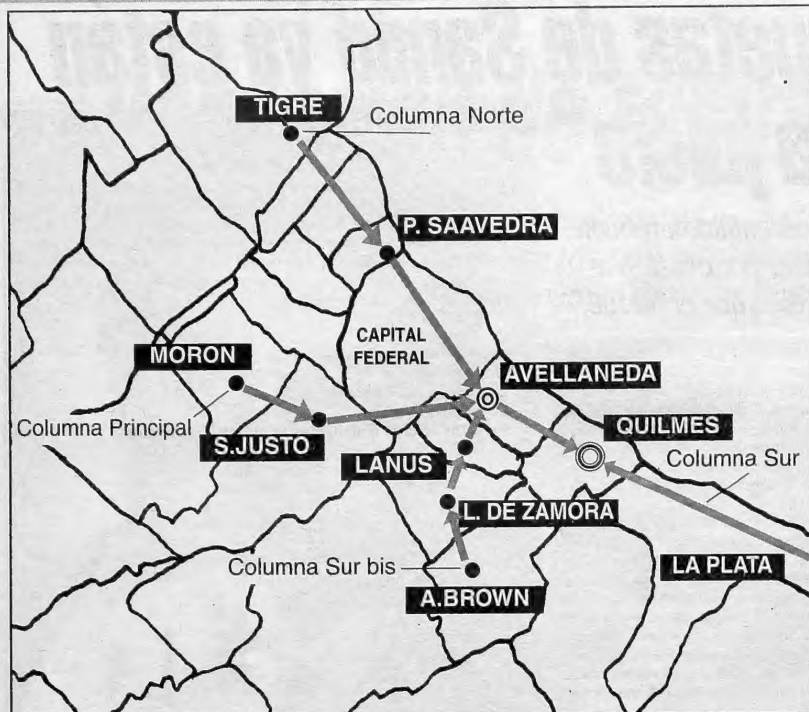 TIGRE
Columna Norte
P. SAAVEDRA
CAPITAL
FEDERAL
MORON
AVELLANEDA
Columna Principal
S.JUSTO
QUILMES
LANUS
Columna Sur
L. DE ZAMORA
Columna Sur bis
LA PLATA
A.BROWN